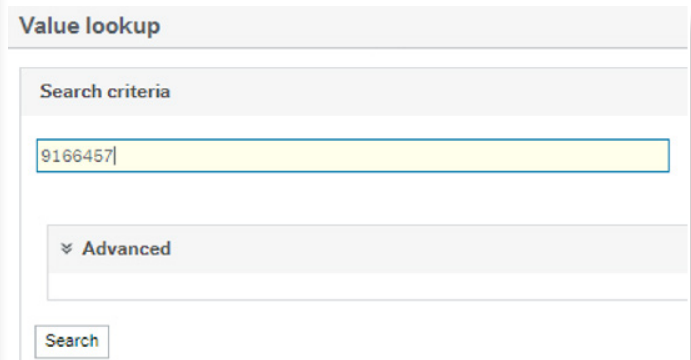 Value lookup
Search criteria
9166457
Advanced
Search